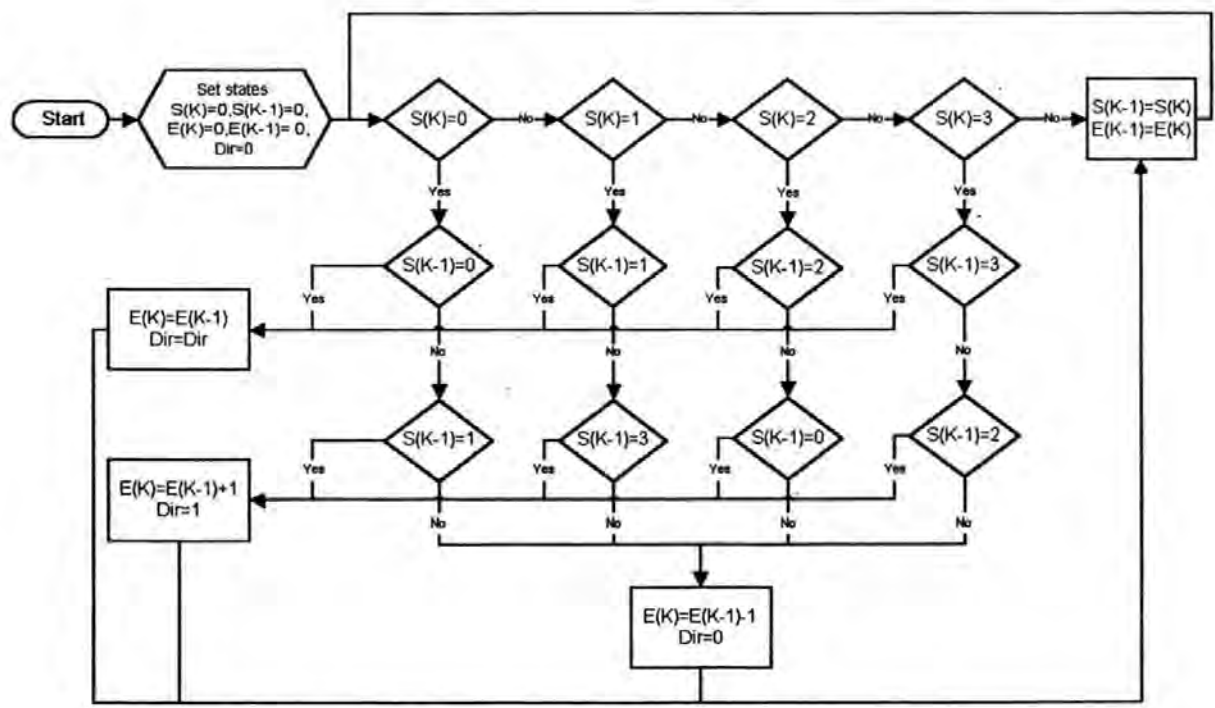 Start
Set states
S(K)=0,S(K-1)=0,
E(K)=0,E(K-1)= 0,
Dir=0
S(K)=0
No
S(K)=1
No
S(K)=2
No
S(K)=3
No
S(K-1)=S(K)
E(K-1)=E(K)
Yes
Yes
Yes
Yes
S(K-1)=0
S(K-1)=1
S(K-1)=2
S(K-1)=3
Yes
Yes
Yes
Yes
E(K)=E(K-1)
Dir=Dir
No
No
No
No
S(K-1)=1
S(K-1)=3
S(K-1)=0
S(K-1)=2
Yes
Yes
Yes
Yes
E(K)=E(K-1)+1
Dir=1
No
No
No
No
E(K)=E(K-1)-1
Dir=0